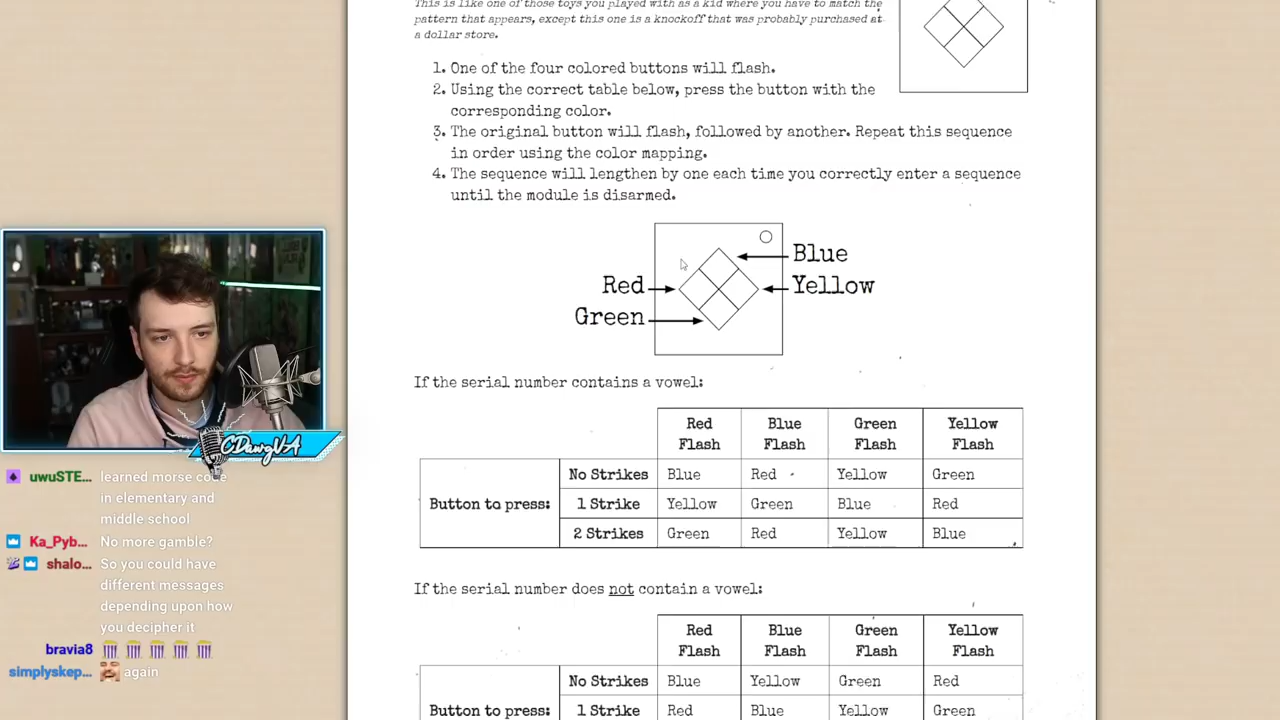 This is like one of those toys you played with as a kid where you have to match the
pattern that appears, except this one is a knockoff that was probably purchased at
a dollar store.
1. One of the four colored buttons will flash.
2. Using the correct table below, press the button with the
corresponding color.
3. The original button will flash, followed by another. Repeat this sequence
in order using the color mapping.
4. The sequence will lengthen by one each time you correctly enter a sequence
until the module is disarmed.
Blue
Red
Yellow
Green
If the serial number contains a vowel:
Red Flash Blue Flash Green Flash Yellow Flash
Button to press:
No Strikes Blue Red Yellow Green
1 Strike Yellow Green Blue Red
2 Strikes Green Red Yellow Blue
If the serial number does not contain a vowel:
Red Flash Blue Flash Green Flash Yellow Flash
Button to press:
No Strikes Blue Yellow Green Red
1 Strike Red Blue Yellow Green
CDawgVA
uwuSTE... learned morse code
in elementary and
middle school
Ka_Pyb... No more gamble?
shalo... So you could have
different messages
depending upon how
you decipher it
bravia8
simplyskep... again